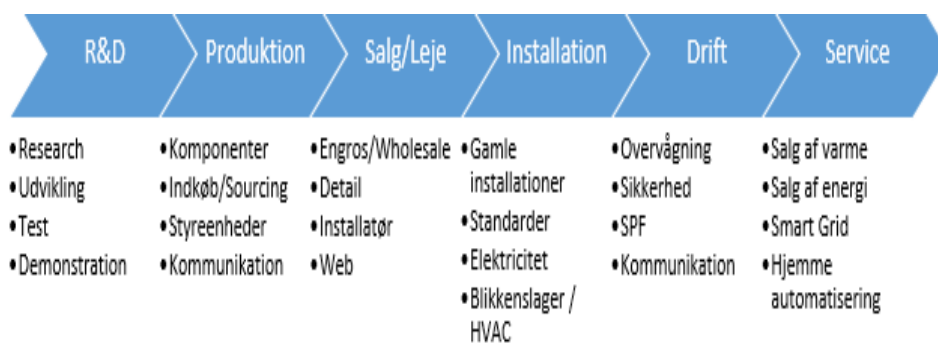 R&D
Produktion
Salg/Leje
Installation
Drift
Service
•Research
•Udvikling
•Test
•Demonstration
•Komponenter
•Indkøb/Sourcing
•Styreenheder
•Kommunikation
•Engros/Wholesale
•Detail
•Installatør
•Web
•Gamle
installationer
•Standarder
•Elektricitet
•Blikkenslager /
HVAC
•Overvågning
•Sikkerhed
•SPF
•Kommunikation
•Salg af varme
•Salg af energi
•Smart Grid
•Hjemme
automatisering